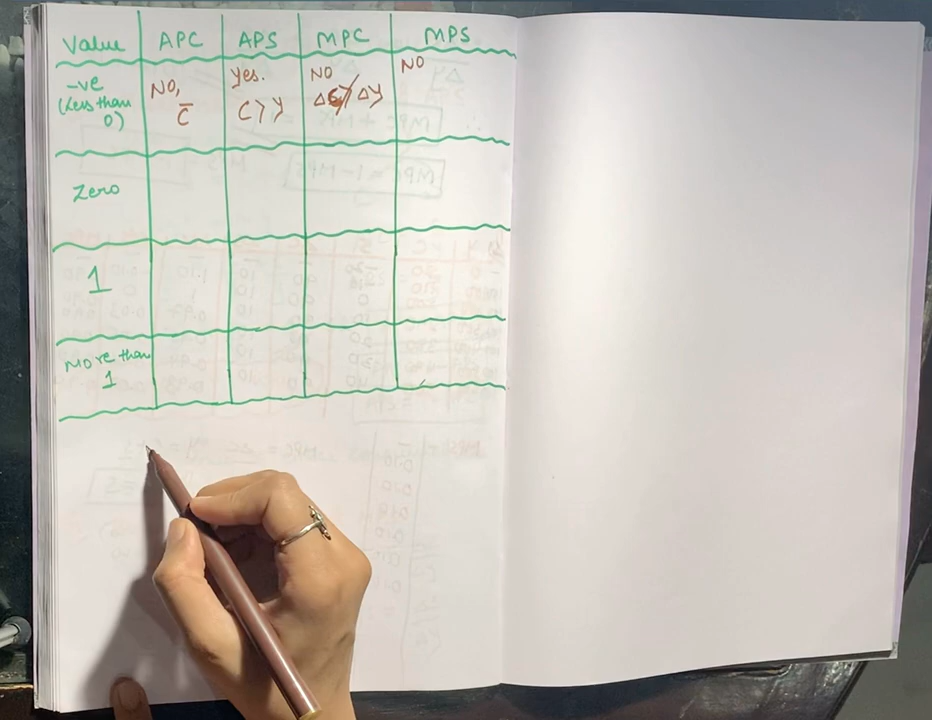 Value APC APS MPC MPS
-ve (Less than 0) NO, C̅ Yes. C > Y NO ΔY NO
Zero
1
More than 1